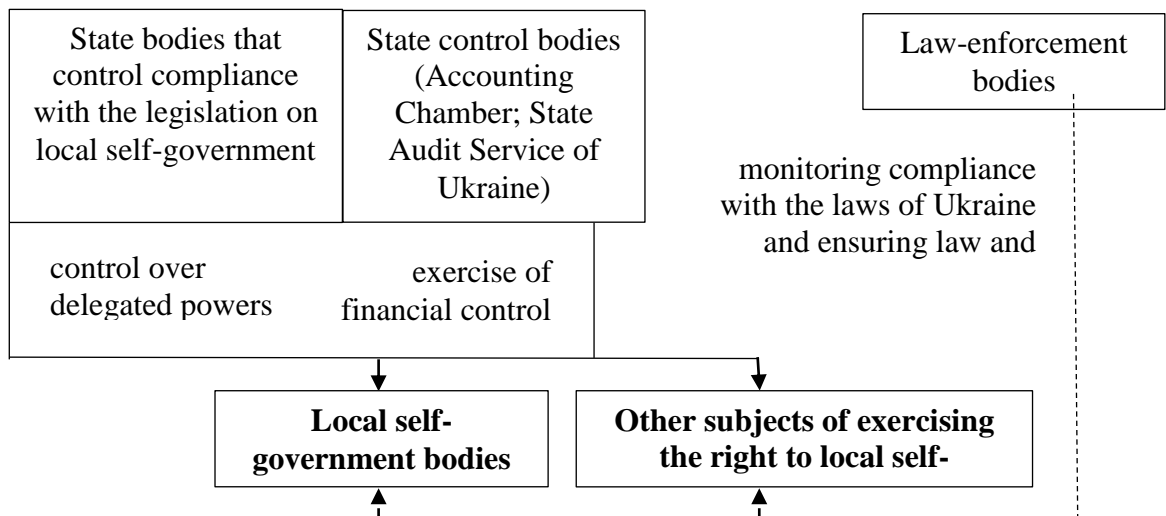 State bodies that
control compliance
with the legislation on
local self-government
State control bodies
(Accounting
Chamber; State
Audit Service of
Ukraine)
Law-enforcement
bodies
monitoring compliance
with the laws of Ukraine
and ensuring law and
control over
delegated powers
exercise of
financial control
Local self-
government bodies
Other subjects of exercising
the right to local self-